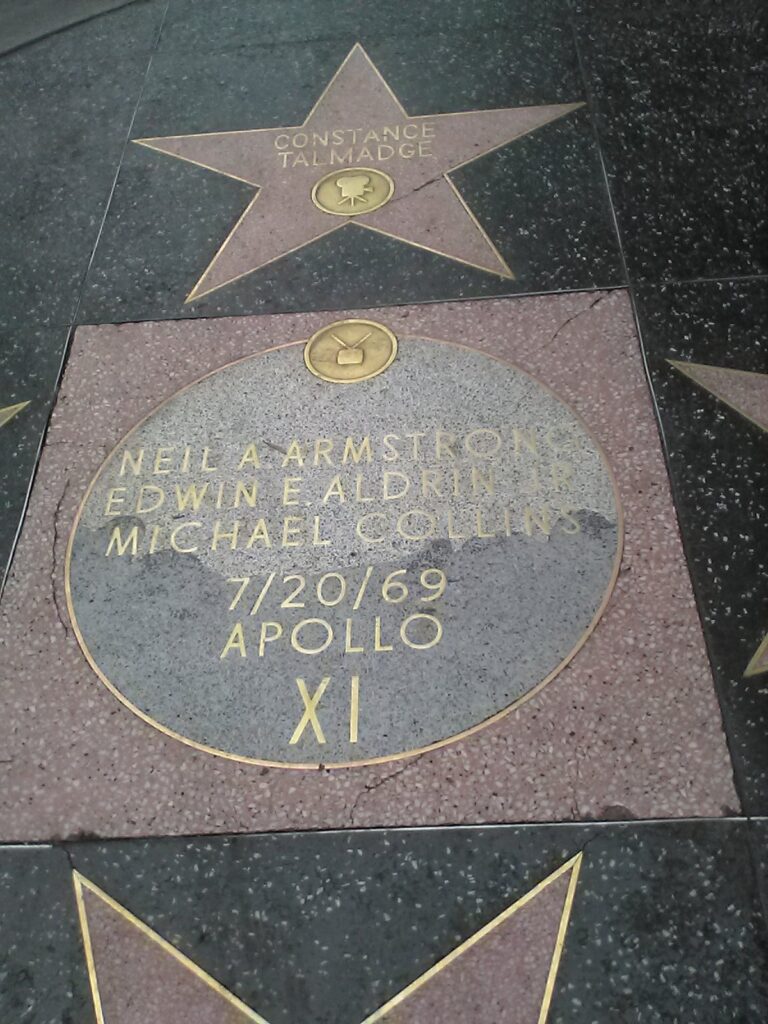 CONSTANCE
TALMADGE
NEIL A ARMSTRONG
EDWIN E ALDRIN JR
MICHAEL COLLINS
7/20/69
APOLLO
XI